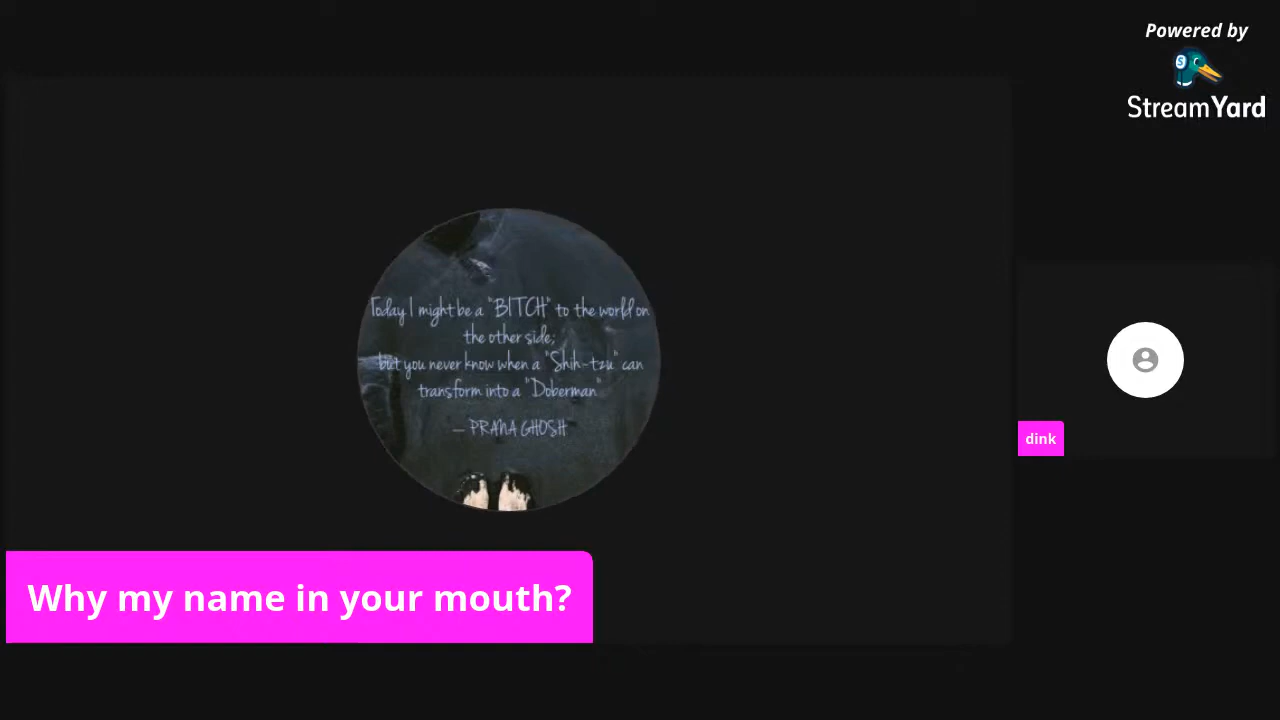 Powered by
StreamYard
Today I might be a "BITCH" to the world on
the other side;
but you never know when a "Shih-tzu" can
transform into a "Doberman"
— PRANA GHOSH
dink
Why my name in your mouth?